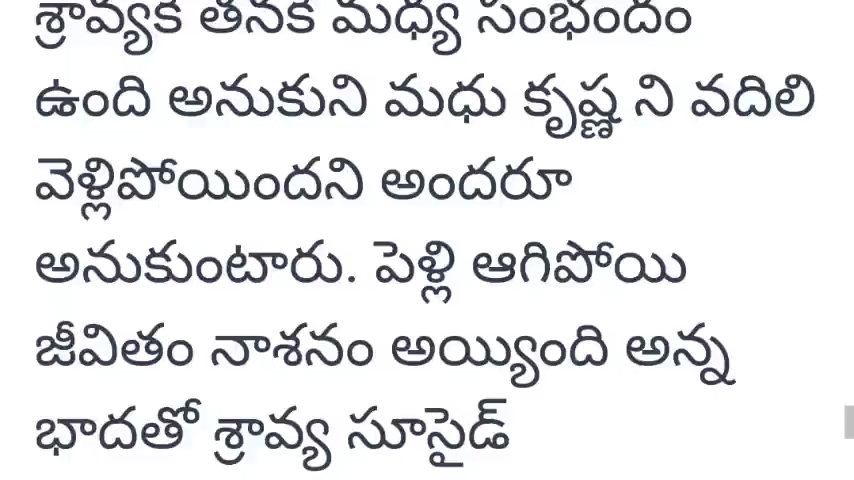 శ్రావ్యకి తనకి మధ్య సంభందం
ఉంది అనుకుని మధు కృష్ణ ని వదిలి
వెళ్లిపోయిందని అందరూ
అనుకుంటారు. పెళ్లి ఆగిపోయి
జీవితం నాశనం అయ్యింది అన్న
భాదతో శ్రావ్య సూసైడ్